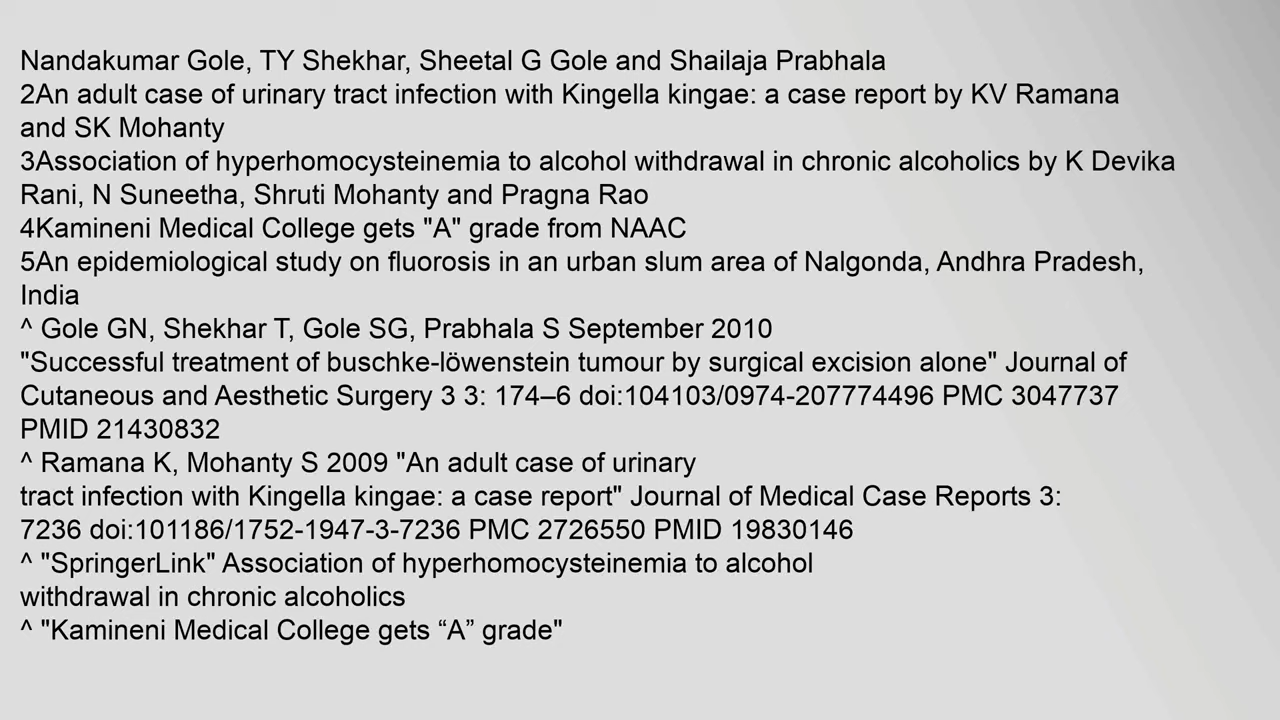 Nandakumar Gole, TY Shekhar, Sheetal G Gole and Shailaja Prabhala
2An adult case of urinary tract infection with Kingella kingae: a case report by KV Ramana
and SK Mohanty
3Association of hyperhomocysteinemia to alcohol withdrawal in chronic alcoholics by K Devika
Rani, N Suneetha, Shruti Mohanty and Pragna Rao
4Kamineni Medical College gets "A" grade from NAAC
5An epidemiological study on fluorosis in an urban slum area of Nalgonda, Andhra Pradesh,
India
^ Gole GN, Shekhar T, Gole SG, Prabhala S September 2010
"Successful treatment of buschke-löwenstein tumour by surgical excision alone" Journal of
Cutaneous and Aesthetic Surgery 3 3: 174–6 doi:104103/0974-207774496 PMC 3047737
PMID 21430832
^ Ramana K, Mohanty S 2009 "An adult case of urinary
tract infection with Kingella kingae: a case report" Journal of Medical Case Reports 3:
7236 doi:101186/1752-1947-3-7236 PMC 2726550 PMID 19830146
^ "SpringerLink" Association of hyperhomocysteinemia to alcohol
withdrawal in chronic alcoholics
^ "Kamineni Medical College gets “A” grade"